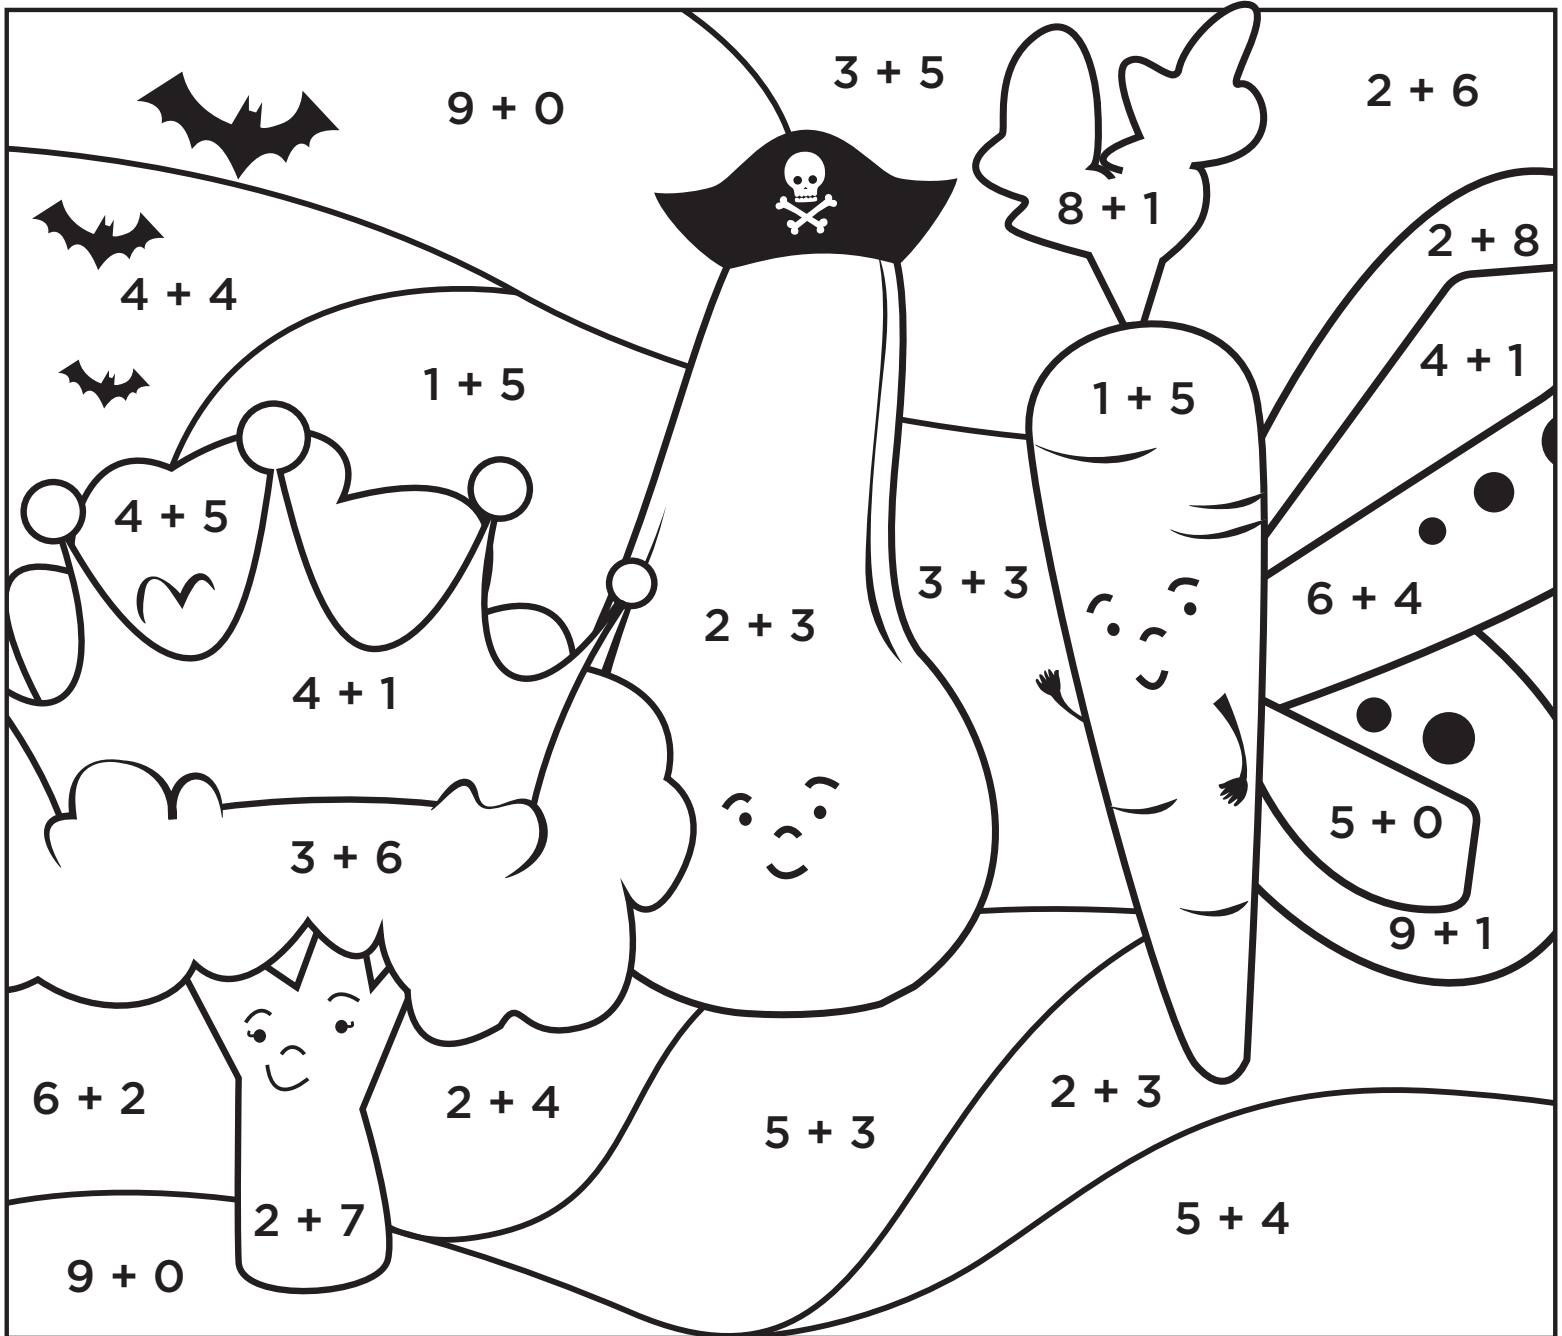 3 + 5
2 + 6
9 + 0
8 + 1
2 + 8
4 + 4
4 + 1
1 + 5
1 + 5
4 + 5
3 + 3
6 + 4
2 + 3
4 + 1
5 + 0
3 + 6
9 + 1
2 + 3
6 + 2
2 + 4
5 + 3
2 + 7
5 + 4
9 + 0